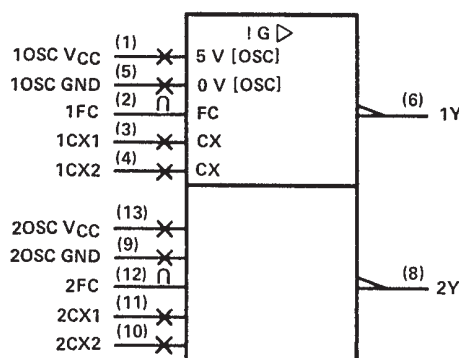 ! G ▷
1OSC VCC (1) 5 V [OSC]
1OSC GND (5) 0 V [OSC]
1FC (2) ∩ FC (6) 1Y
1CX1 (3) CX
1CX2 (4) CX
2OSC VCC (13)
2OSC GND (9)
2FC (12) ∩ (8) 2Y
2CX1 (11)
2CX2 (10)